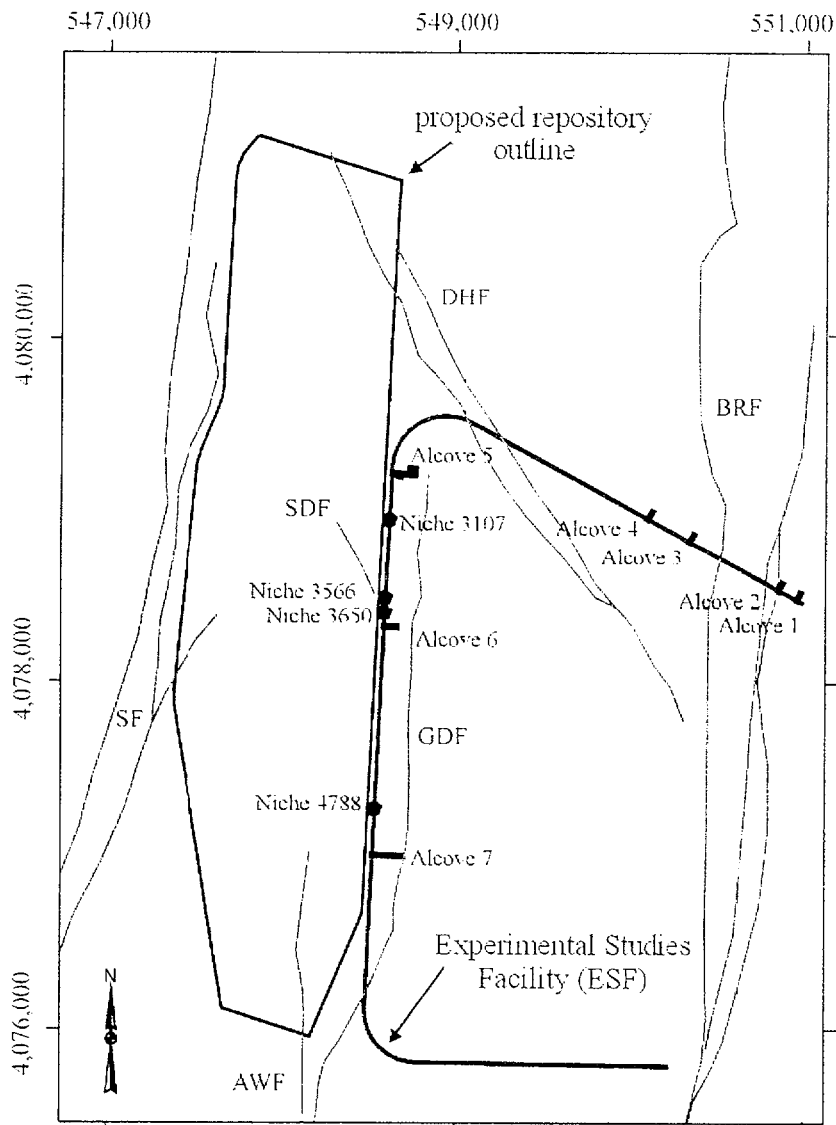 547,000
549,000
551,000
proposed repository
outline
DHF
4,080,000
BRF
Alcove 5
SDF
Niche 3107
Alcove 4
Alcove 3
Niche 3566
Alcove 2
Niche 3650
Alcove 1
Alcove 6
4,078,000
SF
GDF
Niche 4788
Alcove 7
Experimental Studies
Facility (ESF)
N
4,076,000
AWF